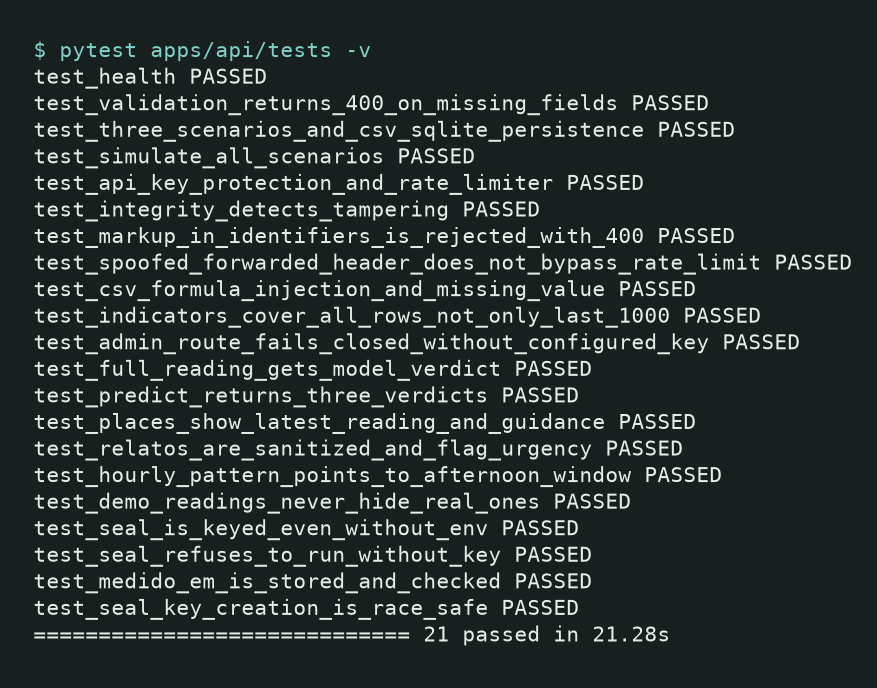 $ pytest apps/api/tests -v
test_health PASSED
test_validation_returns_400_on_missing_fields PASSED
test_three_scenarios_and_csv_sqlite_persistence PASSED
test_simulate_all_scenarios PASSED
test_api_key_protection_and_rate_limiter PASSED
test_integrity_detects_tampering PASSED
test_markup_in_identifiers_is_rejected_with_400 PASSED
test_spoofed_forwarded_header_does_not_bypass_rate_limit PASSED
test_csv_formula_injection_and_missing_value PASSED
test_indicators_cover_all_rows_not_only_last_1000 PASSED
test_admin_route_fails_closed_without_configured_key PASSED
test_full_reading_gets_model_verdict PASSED
test_predict_returns_three_verdicts PASSED
test_places_show_latest_reading_and_guidance PASSED
test_relatos_are_sanitized_and_flag_urgency PASSED
test_hourly_pattern_points_to_afternoon_window PASSED
test_demo_readings_never_hide_real_ones PASSED
test_seal_is_keyed_even_without_env PASSED
test_seal_refuses_to_run_without_key PASSED
test_medido_em_is_stored_and_checked PASSED
test_seal_key_creation_is_race_safe PASSED
============================= 21 passed in 21.28s